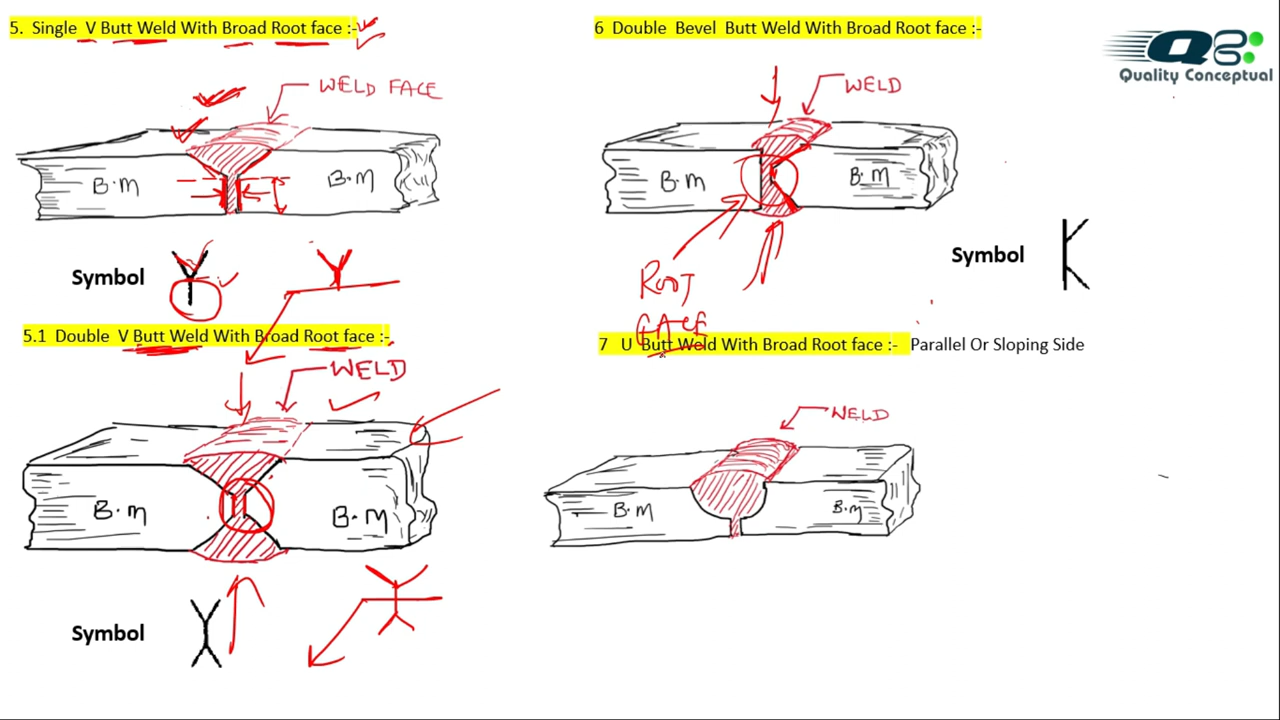 5. Single V Butt Weld With Broad Root face :-
WELD FACE
B.M
B.M
Symbol
5.1 Double V Butt Weld With Broad Root face :-
WELD
B.M
B.M
Symbol
6 Double Bevel Butt Weld With Broad Root face :-
WELD
B.M
B.M
ROOT
FACE
Symbol
7 U Butt Weld With Broad Root face :- Parallel Or Sloping Side
WELD
B.M
B.M
Quality Conceptual